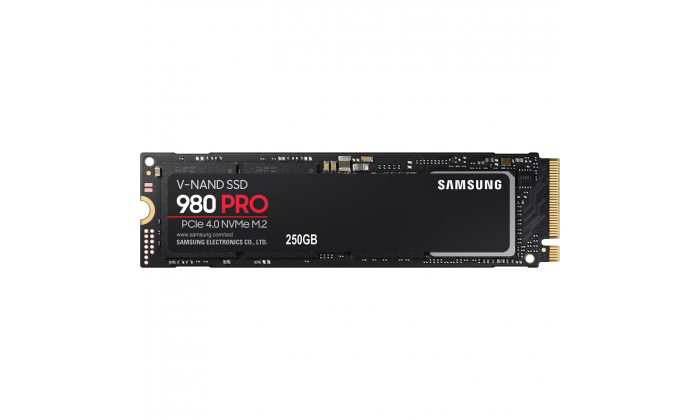 V-NAND SSD
980 PRO
PCIe 4.0 NVMe M.2
www.samsung.com/ssd
SAMSUNG ELECTRONICS CO., LTD.
250GB
SAMSUNG